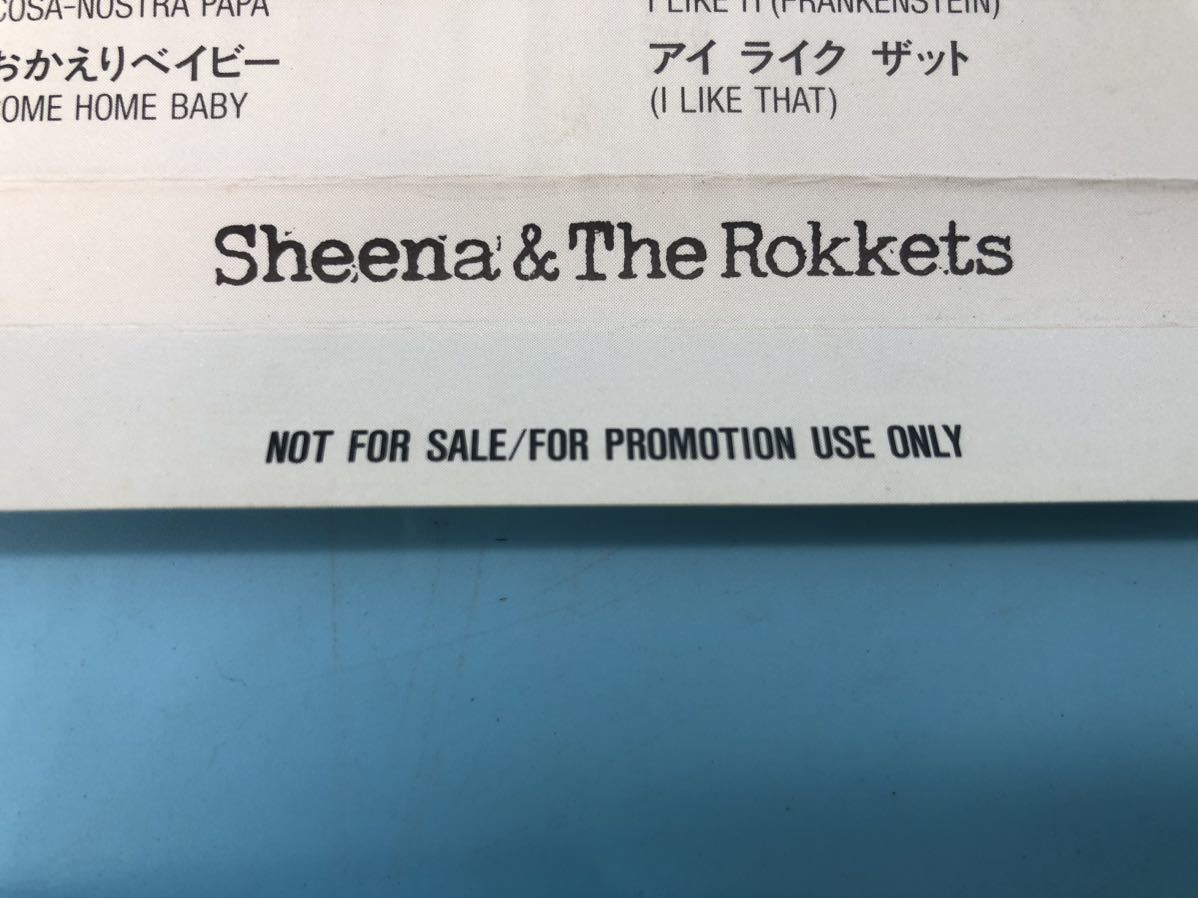 COSA-NOSTRA PAPA
おかえりベイビー
COME HOME BABY
I LIKE IT (FRANKENSTEIN)
アイ ライク ザット
(I LIKE THAT)
Sheena & The Rokkets
NOT FOR SALE/FOR PROMOTION USE ONLY